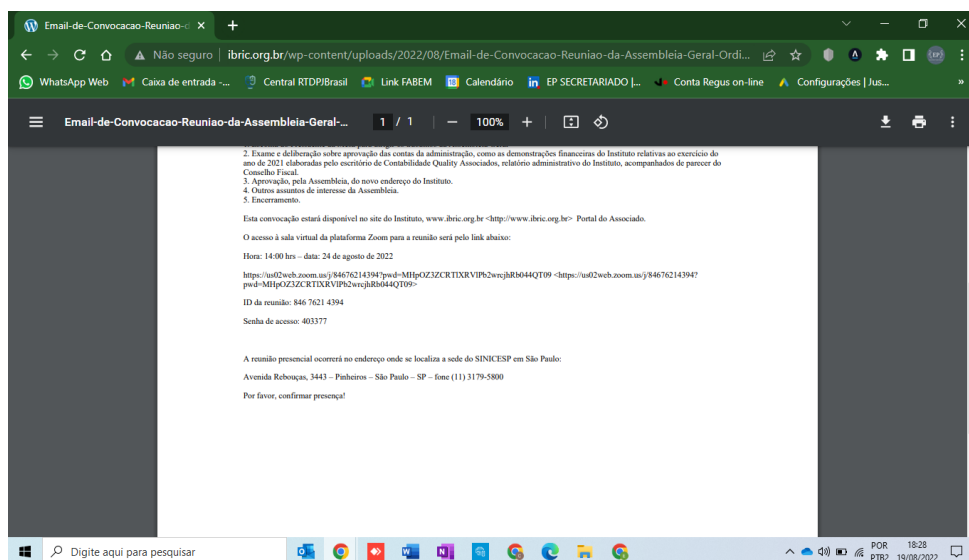 Email-de-Convocacao-Reuniao-d
Não seguro
ibric.org.br/wp-content/uploads/2022/08/Email-de-Convocacao-Reuniao-da-Assembleia-Geral-Ordi...
WhatsApp Web
Caixa de entrada -...
Central RTDPJBrasil
Link FABEM
Calendário
EP SECRETARIADO |...
Conta Regus on-line
Configurações | Jus...
»
Email-de-Convocacao-Reuniao-da-Assembleia-Geral-...
1 / 1
100%
2. Exame e deliberação sobre aprovação das contas da administração, como as demonstrações financeiras do Instituto relativas ao exercício do
ano de 2021 elaboradas pelo escritório de Contabilidade Quality Associados, relatório administrativo do Instituto, acompanhados de parecer do
Conselho Fiscal.
3. Aprovação, pela Assembleia, do novo endereço do Instituto.
4. Outros assuntos de interesse da Assembleia.
5. Encerramento.
Esta convocação estará disponível no site do Instituto, www.ibric.org.br <http://www.ibric.org.br> Portal do Associado.
O acesso à sala virtual da plataforma Zoom para a reunião será pelo link abaixo:
Hora: 14:00 hrs – data: 24 de agosto de 2022
https://us02web.zoom.us/j/84676214394?pwd=MHpOZ3ZCRTlXRVlPb2wrcjhRb044QT09 <https://us02web.zoom.us/j/84676214394?
pwd=MHpOZ3ZCRTlXRVlPb2wrcjhRb044QT09>
ID da reunião: 846 7621 4394
Senha de acesso: 403377
A reunião presencial ocorrerá no endereço onde se localiza a sede do SINICESP em São Paulo:
Avenida Rebouças, 3443 – Pinheiros – São Paulo – SP – fone (11) 3179-5800
Por favor, confirmar presença!
Digite aqui para pesquisar
POR
PTB2
18:28
19/08/2022